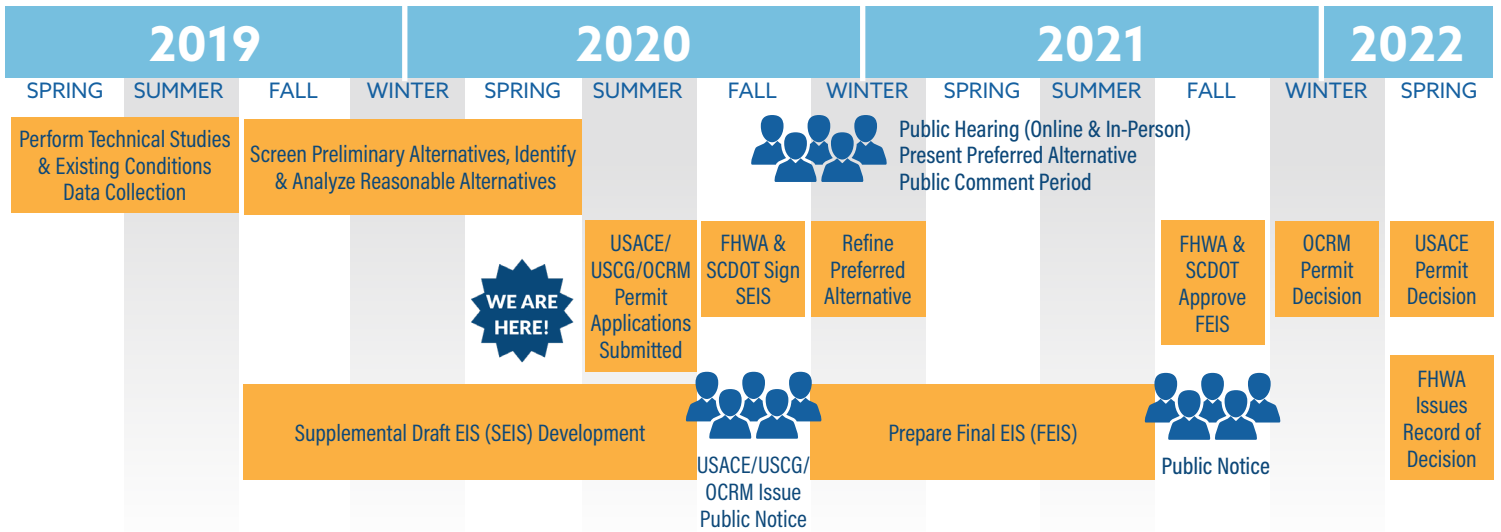 2019
2020
2021
2022
SPRING
SUMMER
FALL
WINTER
SPRING
SUMMER
FALL
WINTER
SPRING
SUMMER
FALL
WINTER
SPRING
Perform Technical Studies
& Existing Conditions
Data Collection
Screen Preliminary Alternatives, Identify
& Analyze Reasonable Alternatives
Public Hearing (Online & In-Person)
Present Preferred Alternative
Public Comment Period
WE ARE
HERE!
USACE/
USCG/OCRM
Permit
Applications
Submitted
FHWA &
SCDOT Sign
SEIS
Refine
Preferred
Alternative
FHWA &
SCDOT
Approve
FEIS
OCRM
Permit
Decision
USACE
Permit
Decision
Supplemental Draft EIS (SEIS) Development
USACE/USCG/
OCRM Issue
Public Notice
Prepare Final EIS (FEIS)
Public Notice
FHWA
Issues
Record of
Decision